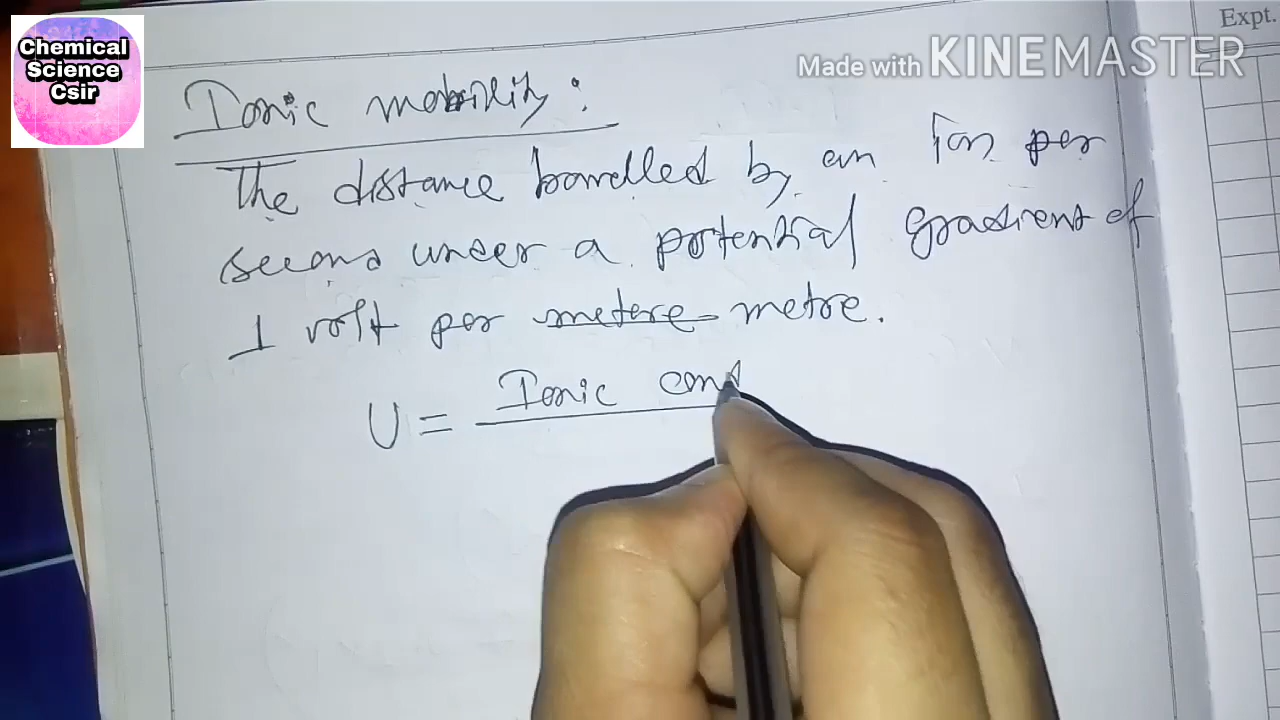 Chemical
Science
Csir
Made with KINEMASTER
Expt.
Ionic mobility :
The distance travelled by an Ion per
second under a potential gradient of
1 volt per metere metre.
U = Ionic cond